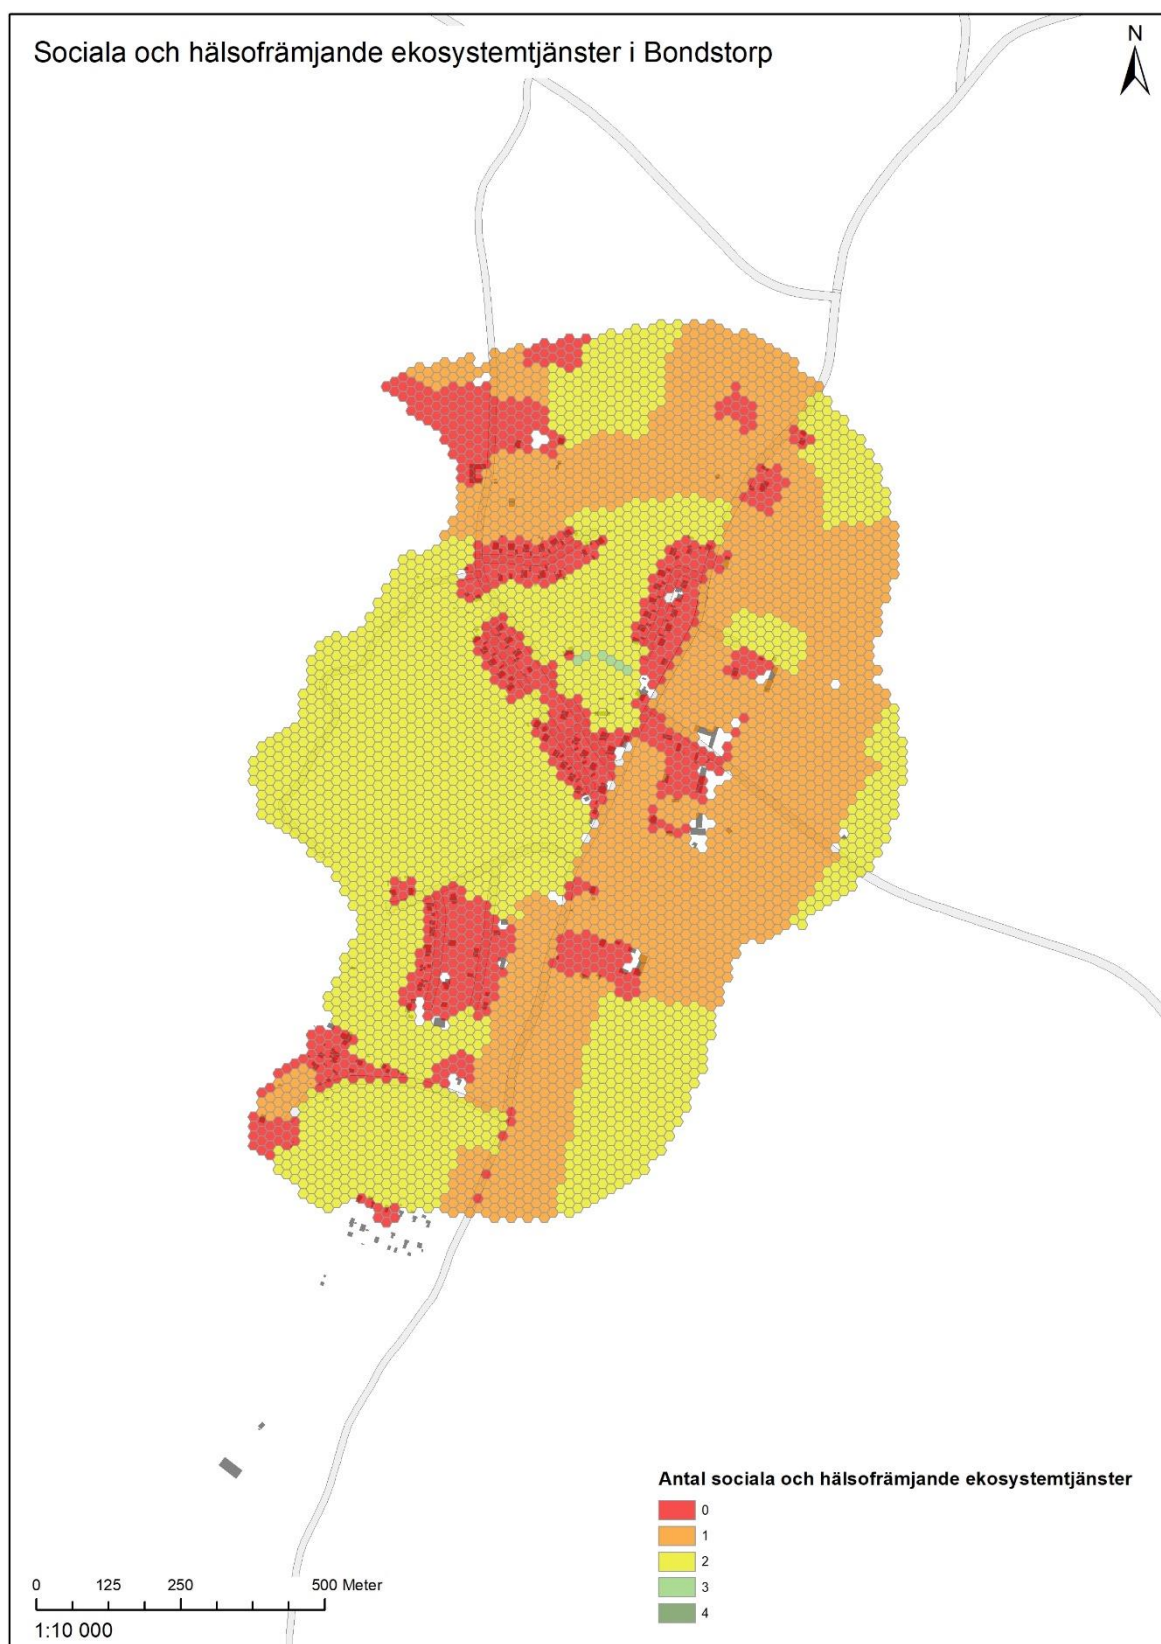 Sociala och hälsofrämjande ekosystemtjänster i Bondstorp
N
Antal sociala och hälsofrämjande ekosystemtjänster
0
1
2
3
4
0 125 250 500 Meter
1:10 000